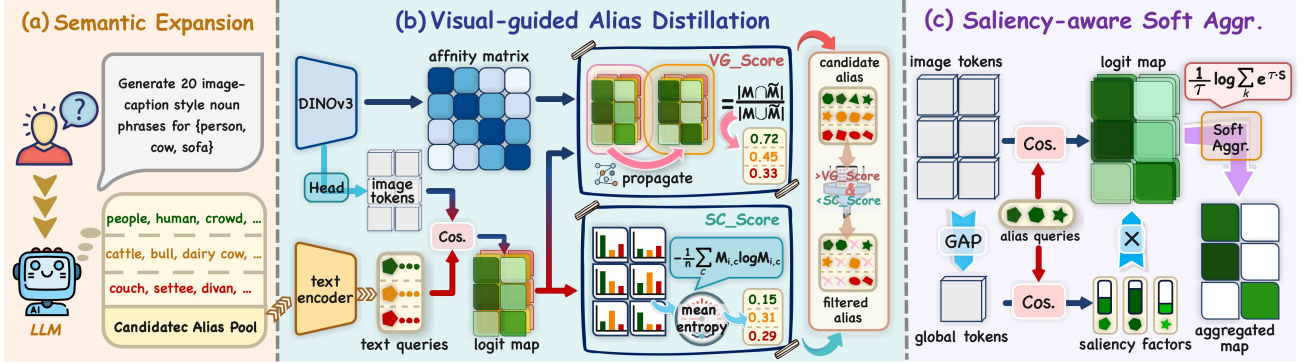 (a) Semantic Expansion
Generate 20 image-
caption style noun
phrases for {person,
cow, sofa}
?
people, human, crowd, ...
cattle, bull, dairy cow, ...
couch, settee, divan, ...
Candidatec Alias Pool
AI
LLM
(b) Visual-guided Alias Distillation
DINOv3
affnity matrix
Head
image
tokens
Cos.
text
encoder
text queries
logit map
VG_Score
propagate
= |M∩M̃| / |M∪M̃|
0.72
0.45
0.33
SC_Score
-1/n ∑_c M_i,c logM_i,c
mean
entropy
0.15
0.31
0.29
candidate
alias
>VG_Score
&
<SC_Score
filtered
alias
(c) Saliency-aware Soft Aggr.
image tokens
logit map
1/τ log ∑_k e^τ·S
Cos.
Soft
Aggr.
alias queries
GAP
×
Cos.
global tokens
saliency factors
aggregated
map